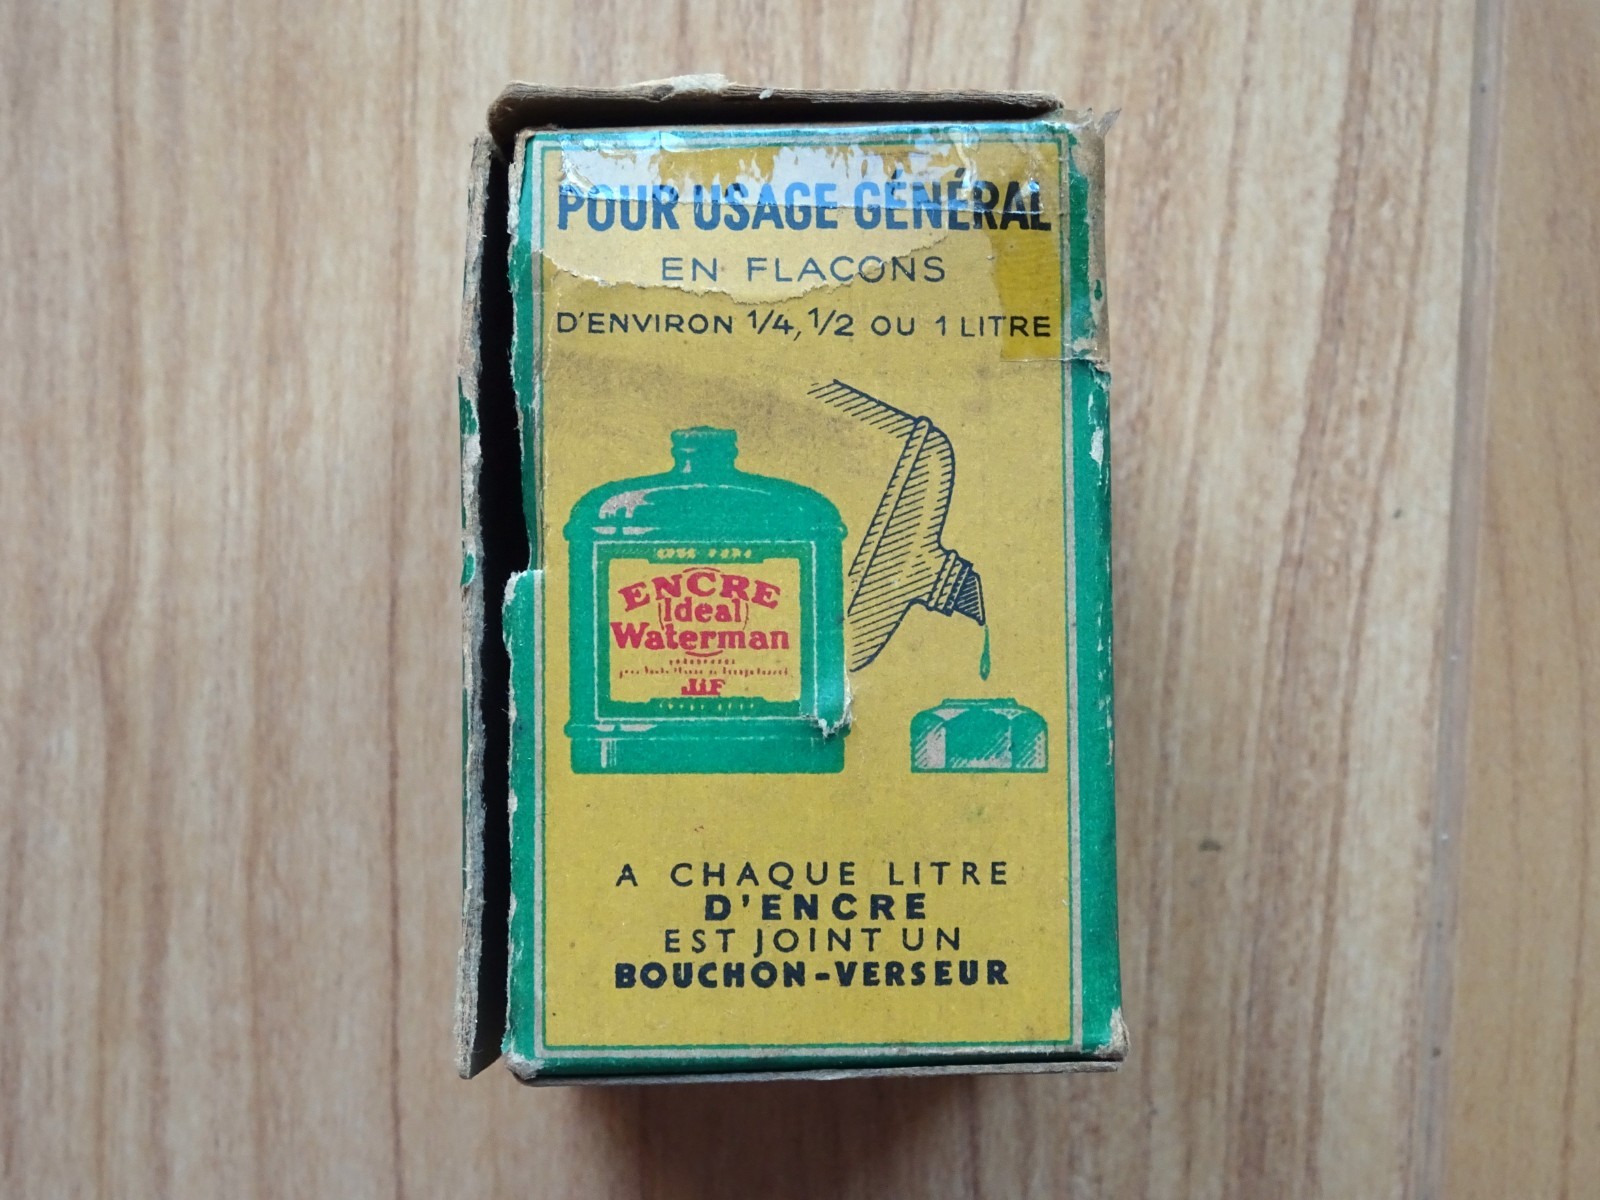 POUR USAGE GÉNÉRAL
EN FLACONS
D'ENVIRON 1/4, 1/2 OU 1 LITRE
ENCRE
Ideal
Waterman
JiF
A CHAQUE LITRE
D'ENCRE
EST JOINT UN
BOUCHON-VERSEUR